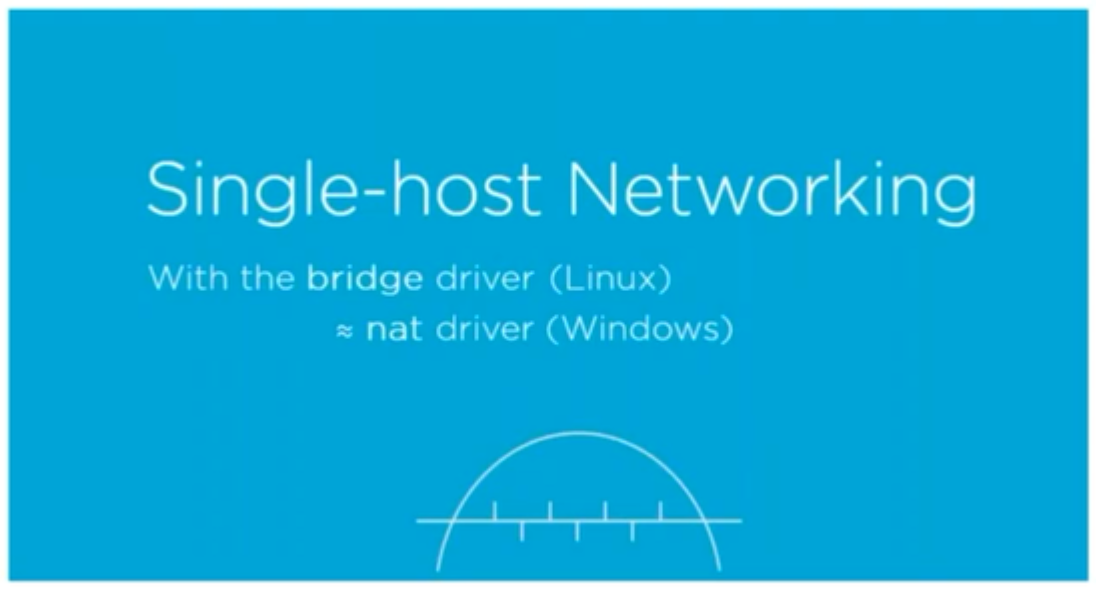 Single-host Networking
With the bridge driver (Linux)
≈ nat driver (Windows)